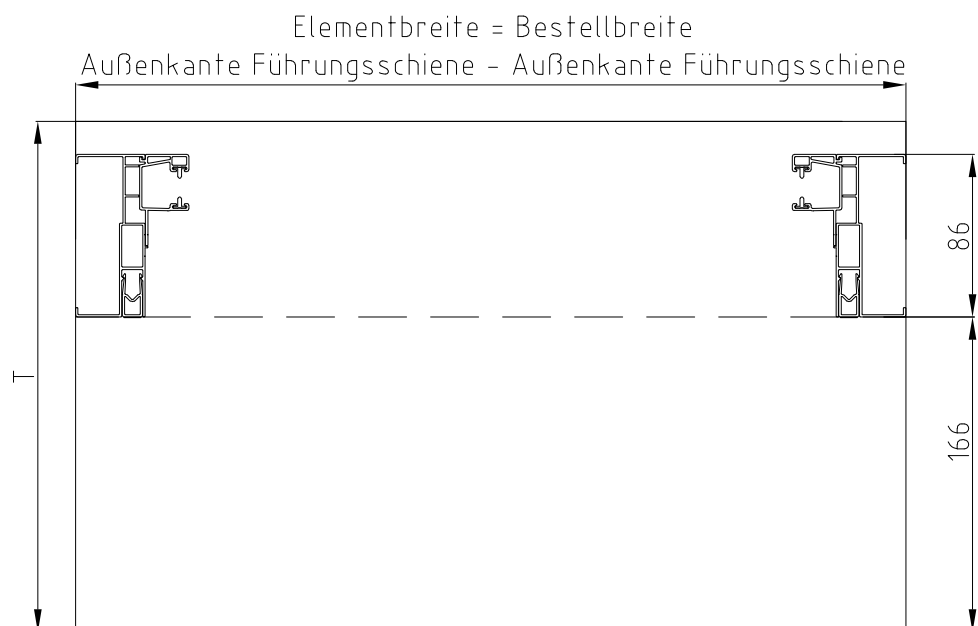 Elementbreite = Bestellbreite
Außenkante Führungsschiene - Außenkante Führungsschiene
86
T
166